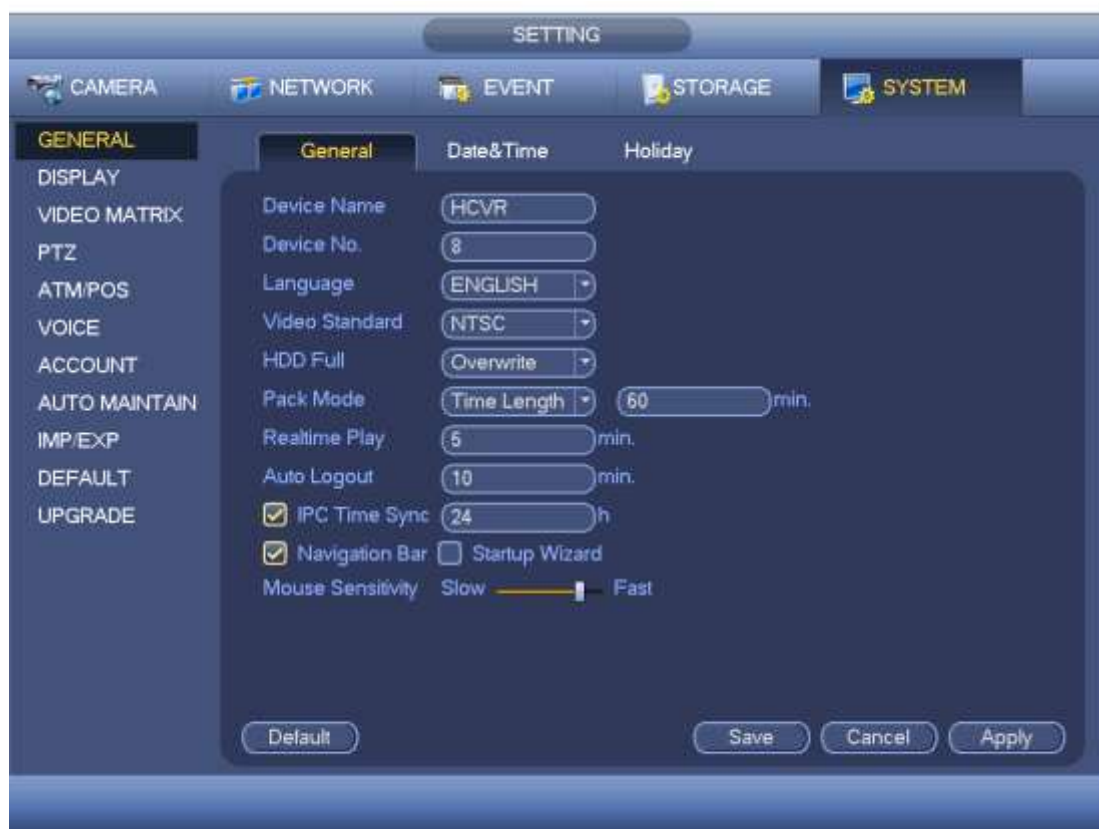 SETTING
CAMERA NETWORK EVENT STORAGE SYSTEM
GENERAL
DISPLAY
VIDEO MATRIX
PTZ
ATM/POS
VOICE
ACCOUNT
AUTO MAINTAIN
IMP/EXP
DEFAULT
UPGRADE
General Date&Time Holiday
Device Name HCVR
Device No. 8
Language ENGLISH
Video Standard NTSC
HDD Full Overwrite
Pack Mode Time Length 60 min.
Realtime Play 5 min.
Auto Logout 10 min.
IPC Time Sync 24 h
Navigation Bar Startup Wizard
Mouse Sensitivity Slow Fast
Default Save Cancel Apply